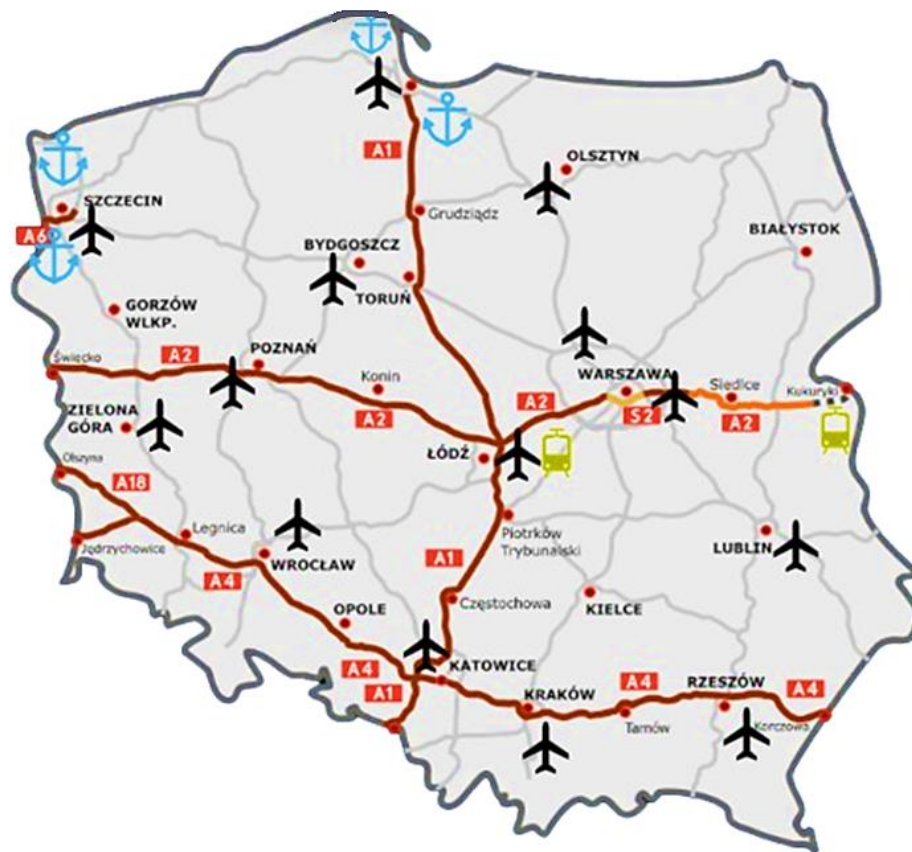 A1
OLSZTYN
SZCZECIN
Grudziądz
A6
BYDGOSZCZ
BIAŁYSTOK
TORUŃ
GORZÓW
WLKP.
Świecko
A2
POZNAŃ
Konin
WARSZAWA
Siedlce
Kukuryki
A2
A2
S2
A2
ZIELONA
GÓRA
ŁÓDŹ
Olszyna
A18
Legnica
Piotrków
Trybunalski
LUBLIN
Jędrzychowice
WROCŁAW
A4
A1
Częstochowa
KIELCE
OPOLE
A4
KATOWICE
A1
KRAKÓW
A4
RZESZÓW
A4
Tarnów
Korczowa